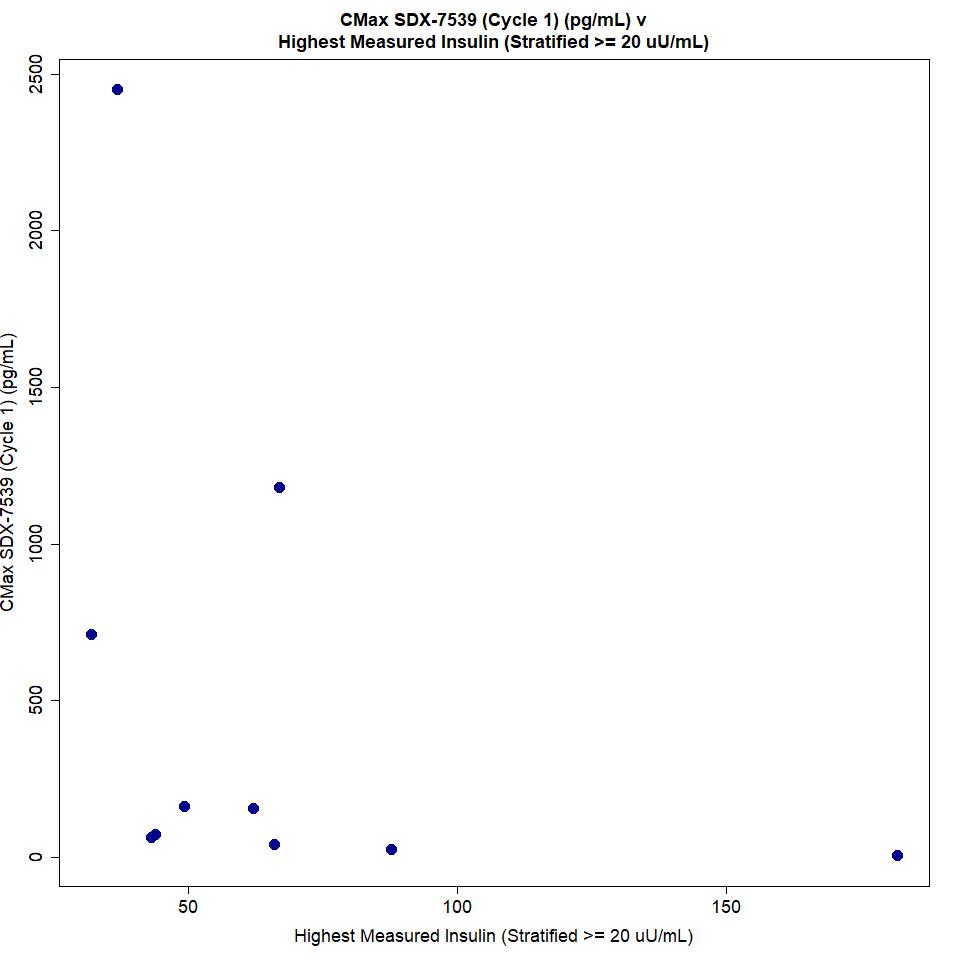 CMax SDX-7539 (Cycle 1) (pg/mL) v
Highest Measured Insulin (Stratified >= 20 uU/mL)
CMax SDX-7539 (Cycle 1) (pg/mL)
2500
2000
1500
1000
500
0
50
100
150
Highest Measured Insulin (Stratified >= 20 uU/mL)